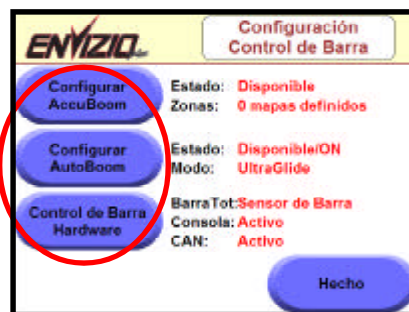 ENVIZIO
Configuración
Control de Barra
Configurar
AccuBoom
Estado: Disponible
Zonas: 0 mapas definidos
Configurar
AutoBoom
Estado: Disponible/ON
Modo: UltraGlide
Control de Barra
Hardware
BarraTot:Sensor de Barra
Consola: Activo
CAN: Activo
Hecho